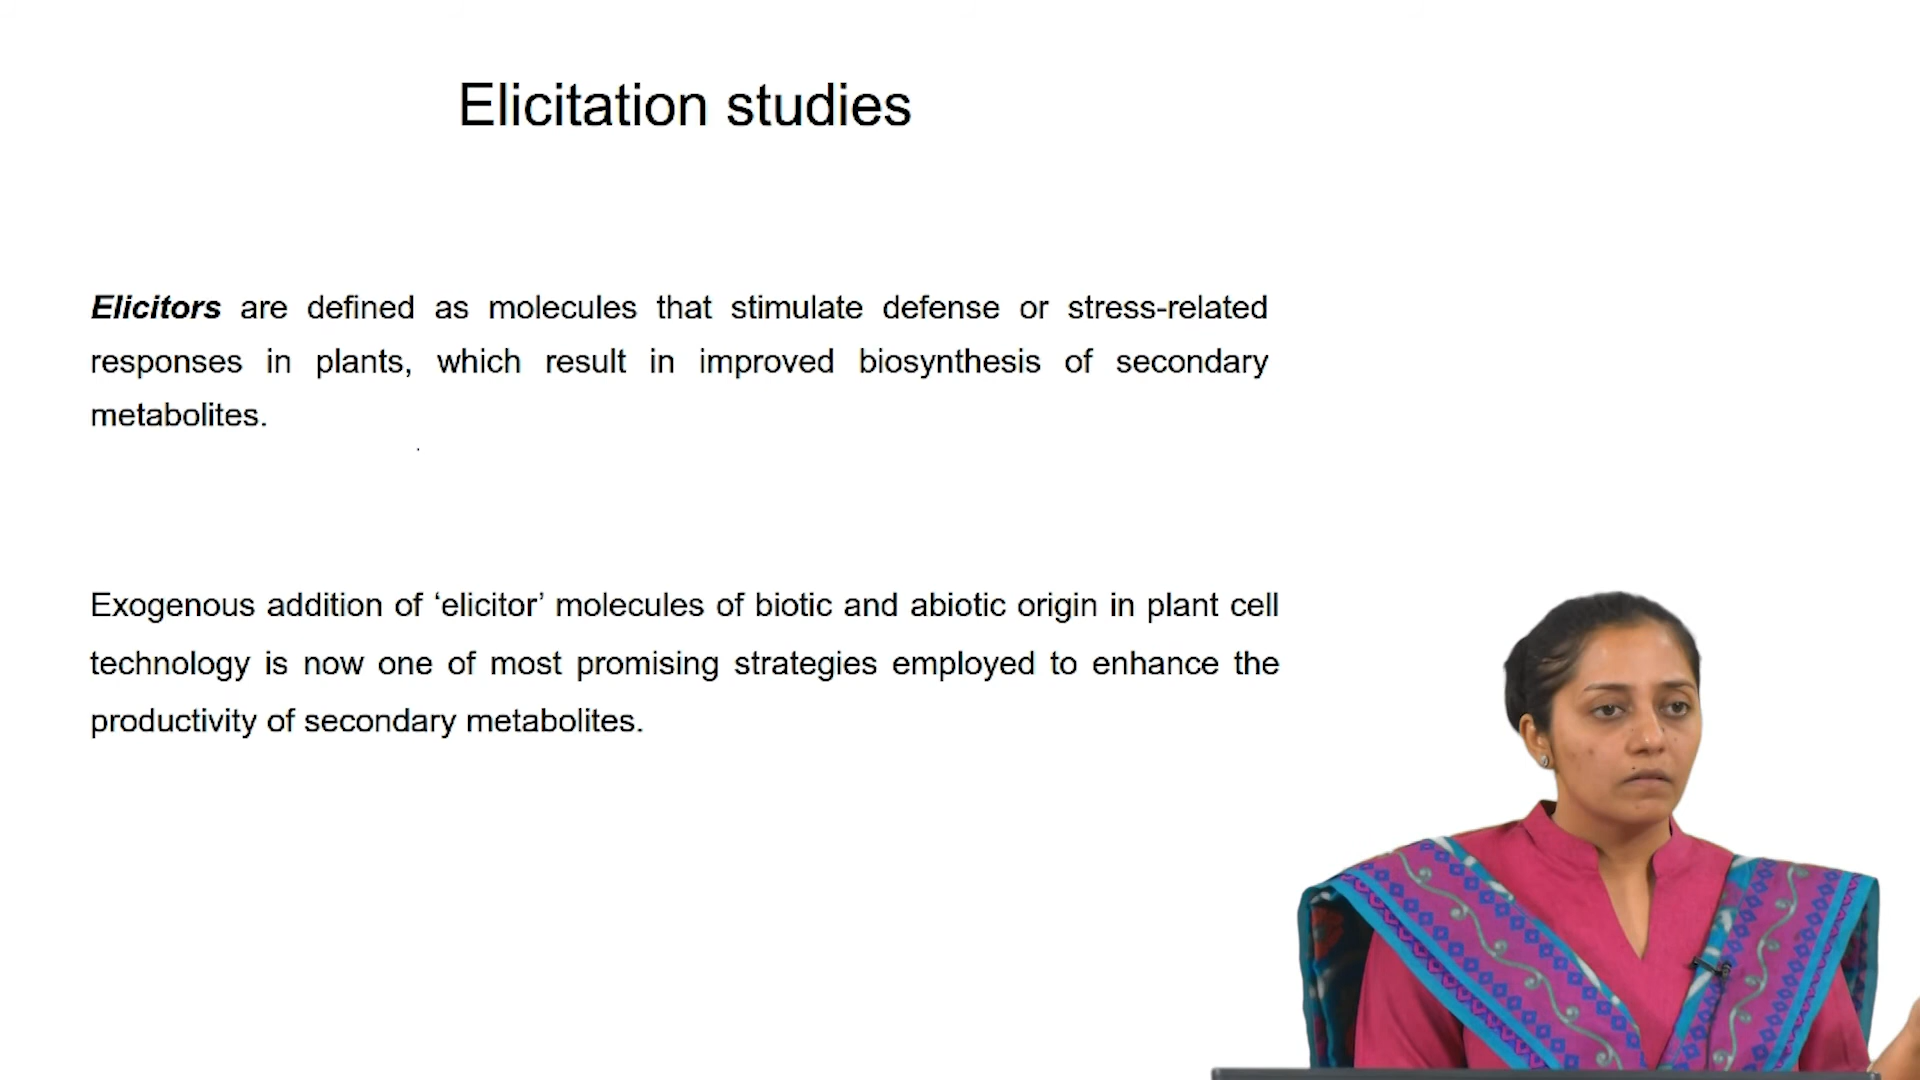 Elicitation studies
Elicitors are defined as molecules that stimulate defense or stress-related
responses in plants, which result in improved biosynthesis of secondary
metabolites.
Exogenous addition of ‘elicitor’ molecules of biotic and abiotic origin in plant cell
technology is now one of most promising strategies employed to enhance the
productivity of secondary metabolites.